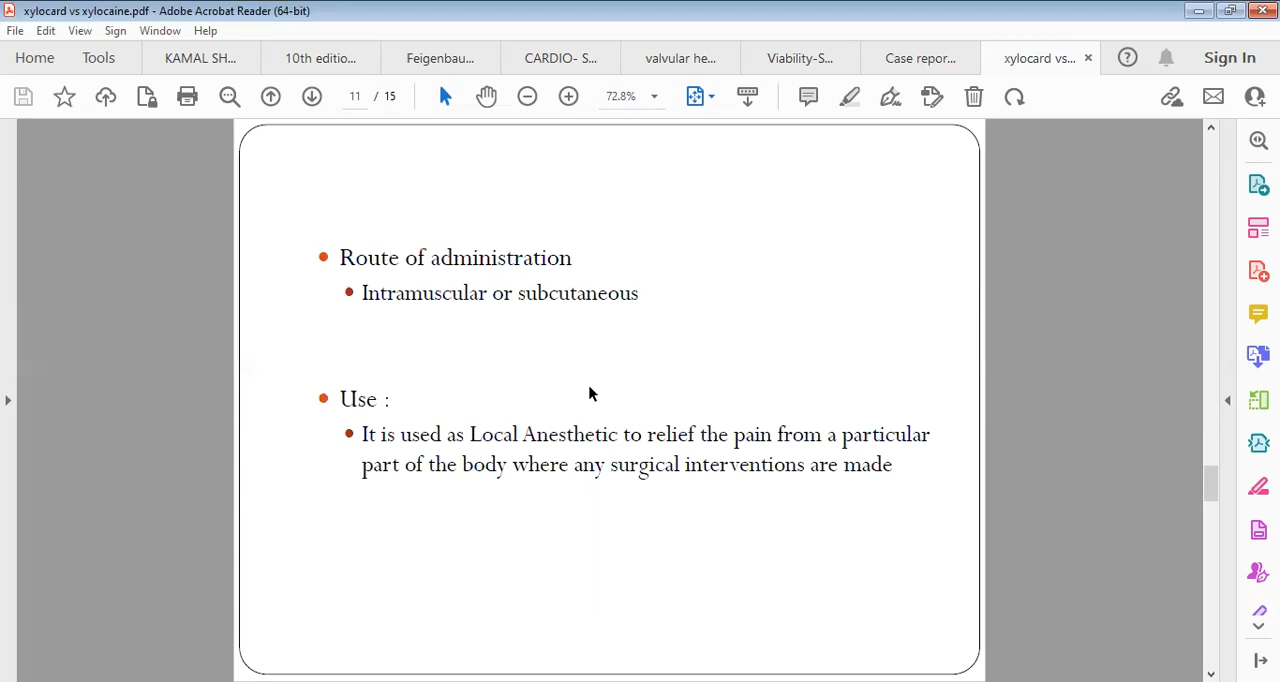 xylocard vs xylocaine.pdf - Adobe Acrobat Reader (64-bit)
File Edit View Sign Window Help
Home Tools KAMAL SH... 10th editio... Feigenbau... CARDIO- S... valvular he... Viability-S... Case repor... xylocard vs... Sign In
11 / 15 72.8%
Route of administration
Intramuscular or subcutaneous
Use :
It is used as Local Anesthetic to relief the pain from a particular
part of the body where any surgical interventions are made